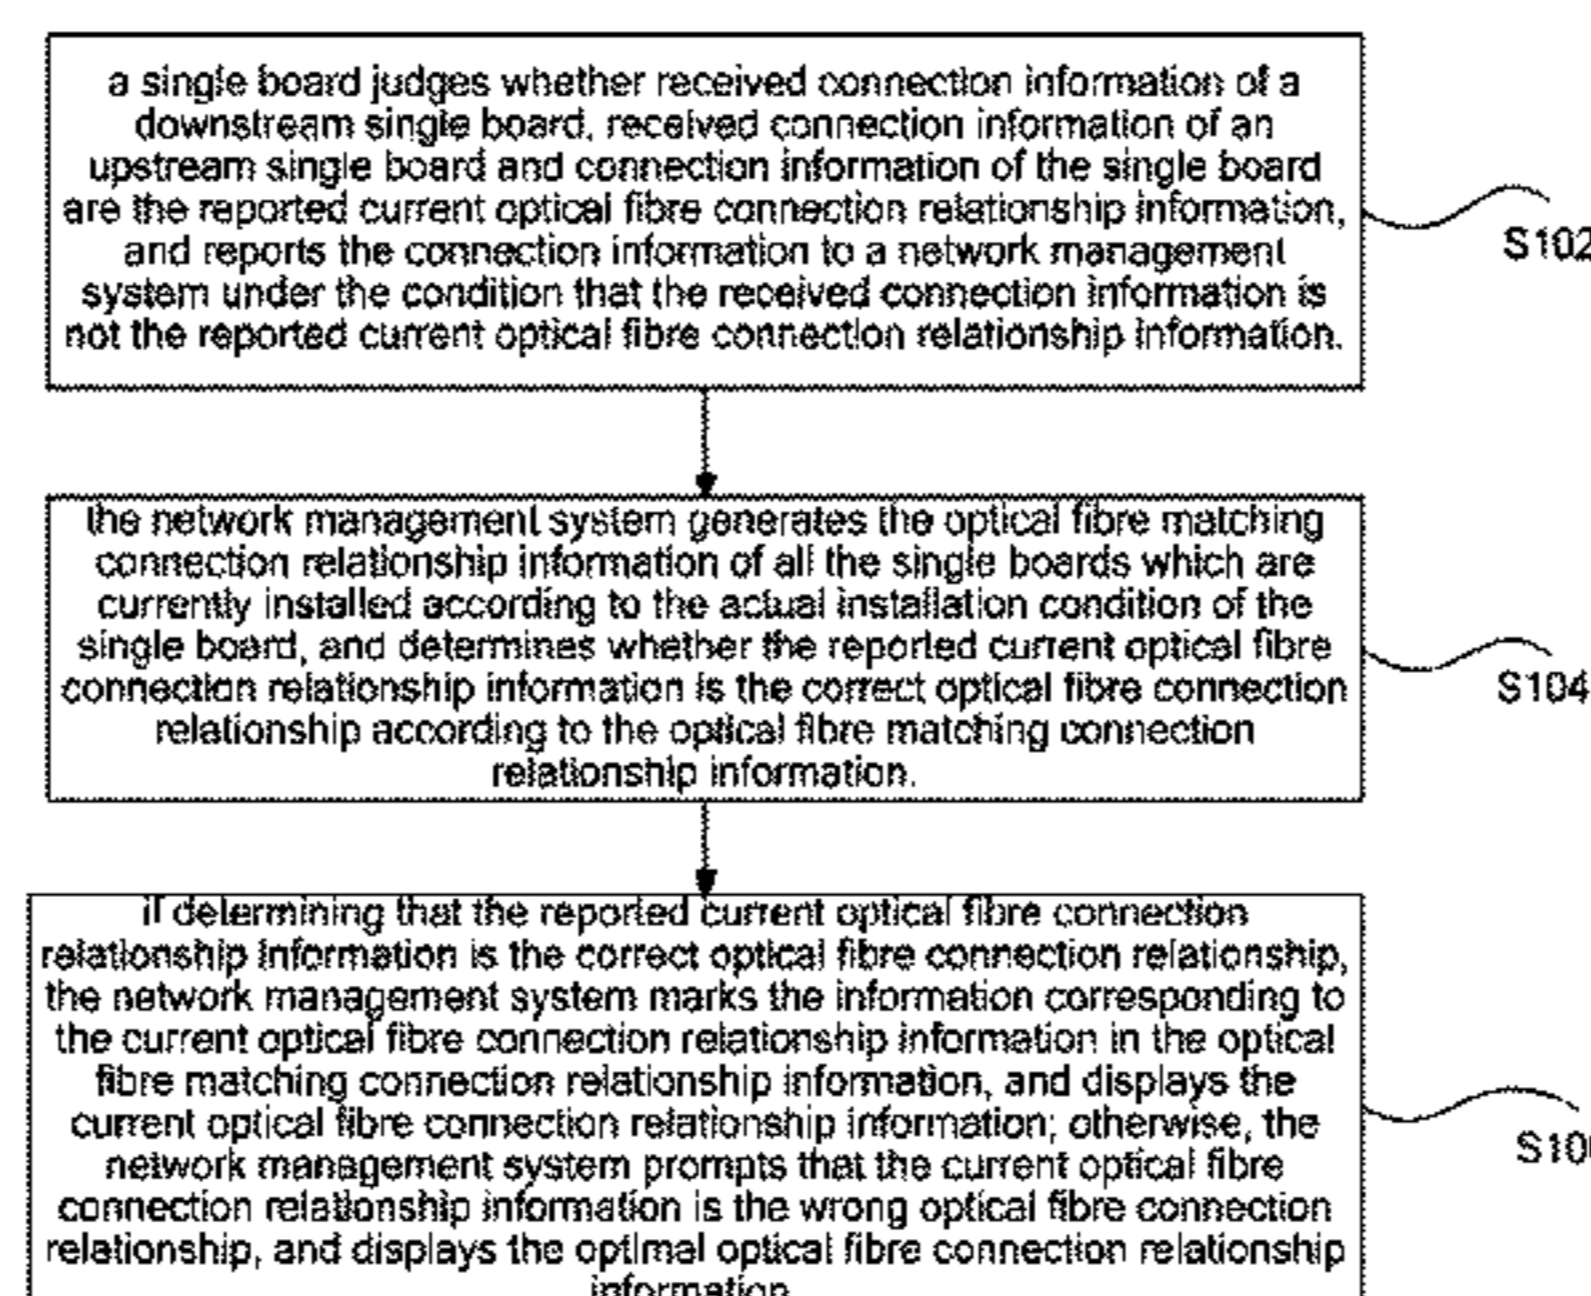 a single board judges whether received connection information of a
downstream single board, received connection information of an
upstream single board and connection information of the single board
are the reported current optical fibre connection relationship information,
and reports the connection information to a network management
system under the condition that the received connection information is
not the reported current optical fibre connection relationship information.
S102
the network management system generates the optical fibre matching
connection relationship information of all the single boards which are
currently installed according to the actual installation condition of the
single board, and determines whether the reported current optical fibre
connection relationship information is the correct optical fibre connection
relationship according to the optical fibre matching connection
relationship information.
S104
if determining that the reported current optical fibre connection
relationship information is the correct optical fibre connection relationship,
the network management system marks the information corresponding to
the current optical fibre connection relationship information in the optical
fibre matching connection relationship information, and displays the
current optical fibre connection relationship information; otherwise, the
network management system prompts that the current optical fibre
connection relationship information is the wrong optical fibre connection
relationship, and displays the optimal optical fibre connection relationship
information